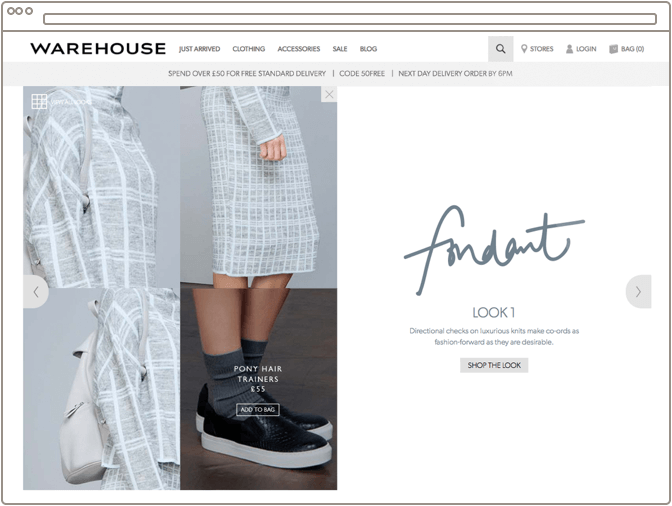 WAREHOUSE
JUST ARRIVED CLOTHING ACCESSORIES SALE BLOG
STORES LOGIN BAG (0)
SPEND OVER £50 FOR FREE STANDARD DELIVERY | CODE 50FREE | NEXT DAY DELIVERY ORDER BY 6PM
fondant
LOOK 1
Directional checks on luxurious knits make co-ords as
fashion-forward as they are desirable.
SHOP THE LOOK
PONY HAIR
TRAINERS
£55
ADD TO BAG